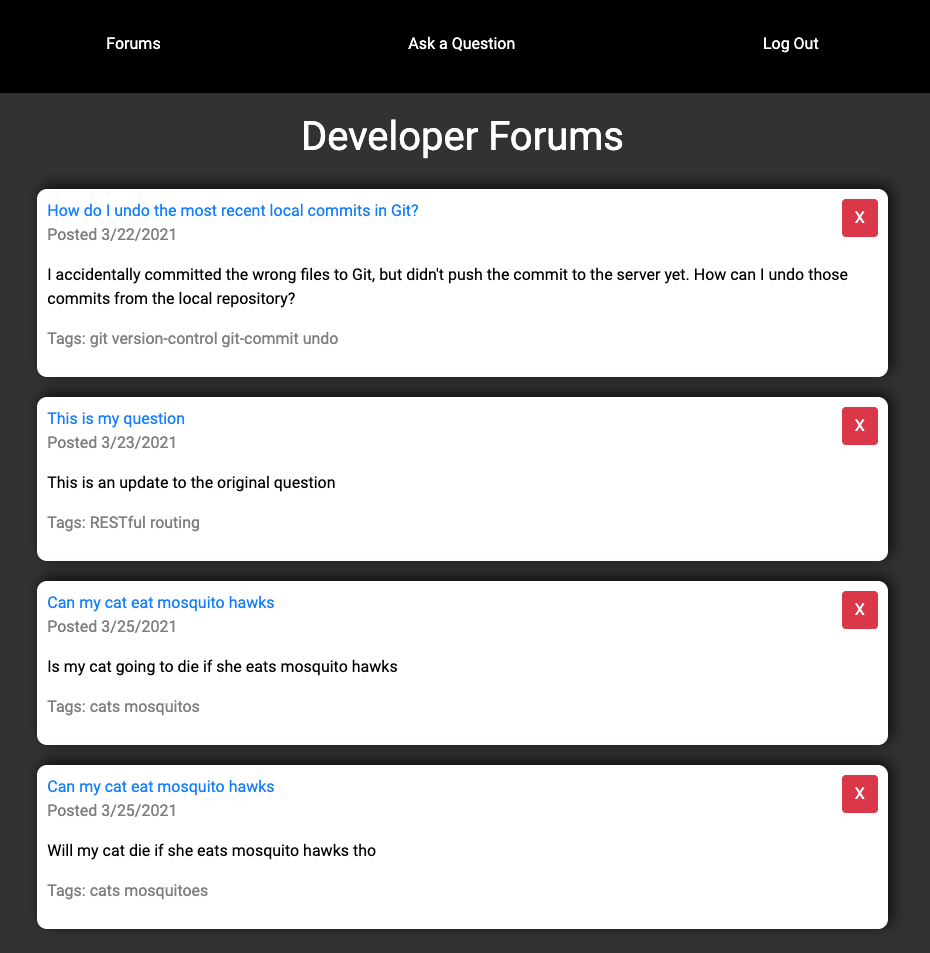 Forums Ask a Question Log Out
Developer Forums
How do I undo the most recent local commits in Git? X
Posted 3/22/2021
I accidentally committed the wrong files to Git, but didn't push the commit to the server yet. How can I undo those
commits from the local repository?
Tags: git version-control git-commit undo
This is my question X
Posted 3/23/2021
This is an update to the original question
Tags: RESTful routing
Can my cat eat mosquito hawks X
Posted 3/25/2021
Is my cat going to die if she eats mosquito hawks
Tags: cats mosquitos
Can my cat eat mosquito hawks X
Posted 3/25/2021
Will my cat die if she eats mosquito hawks tho
Tags: cats mosquitoes